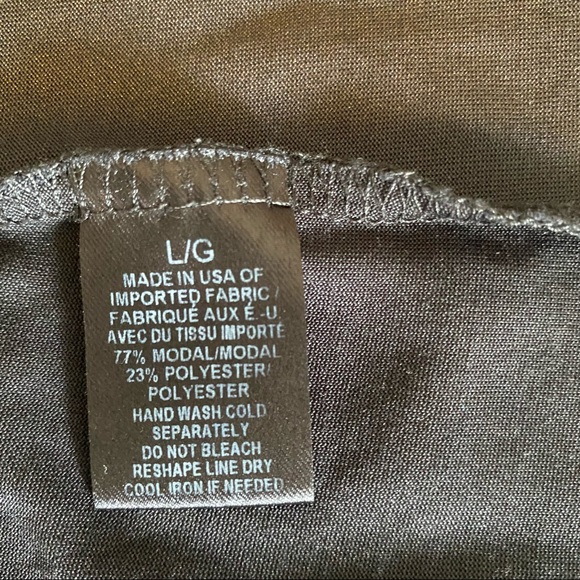 L/G
MADE IN USA OF
IMPORTED FABRIC/
FABRIQUÉ AUX É.-U.
AVEC DU TISSU IMPORTÉ
77% MODAL/MODAL
23% POLYESTER/
POLYESTER
HAND WASH COLD
SEPARATELY
DO NOT BLEACH
RESHAPE LINE DRY
COOL IRON IF NEEDED